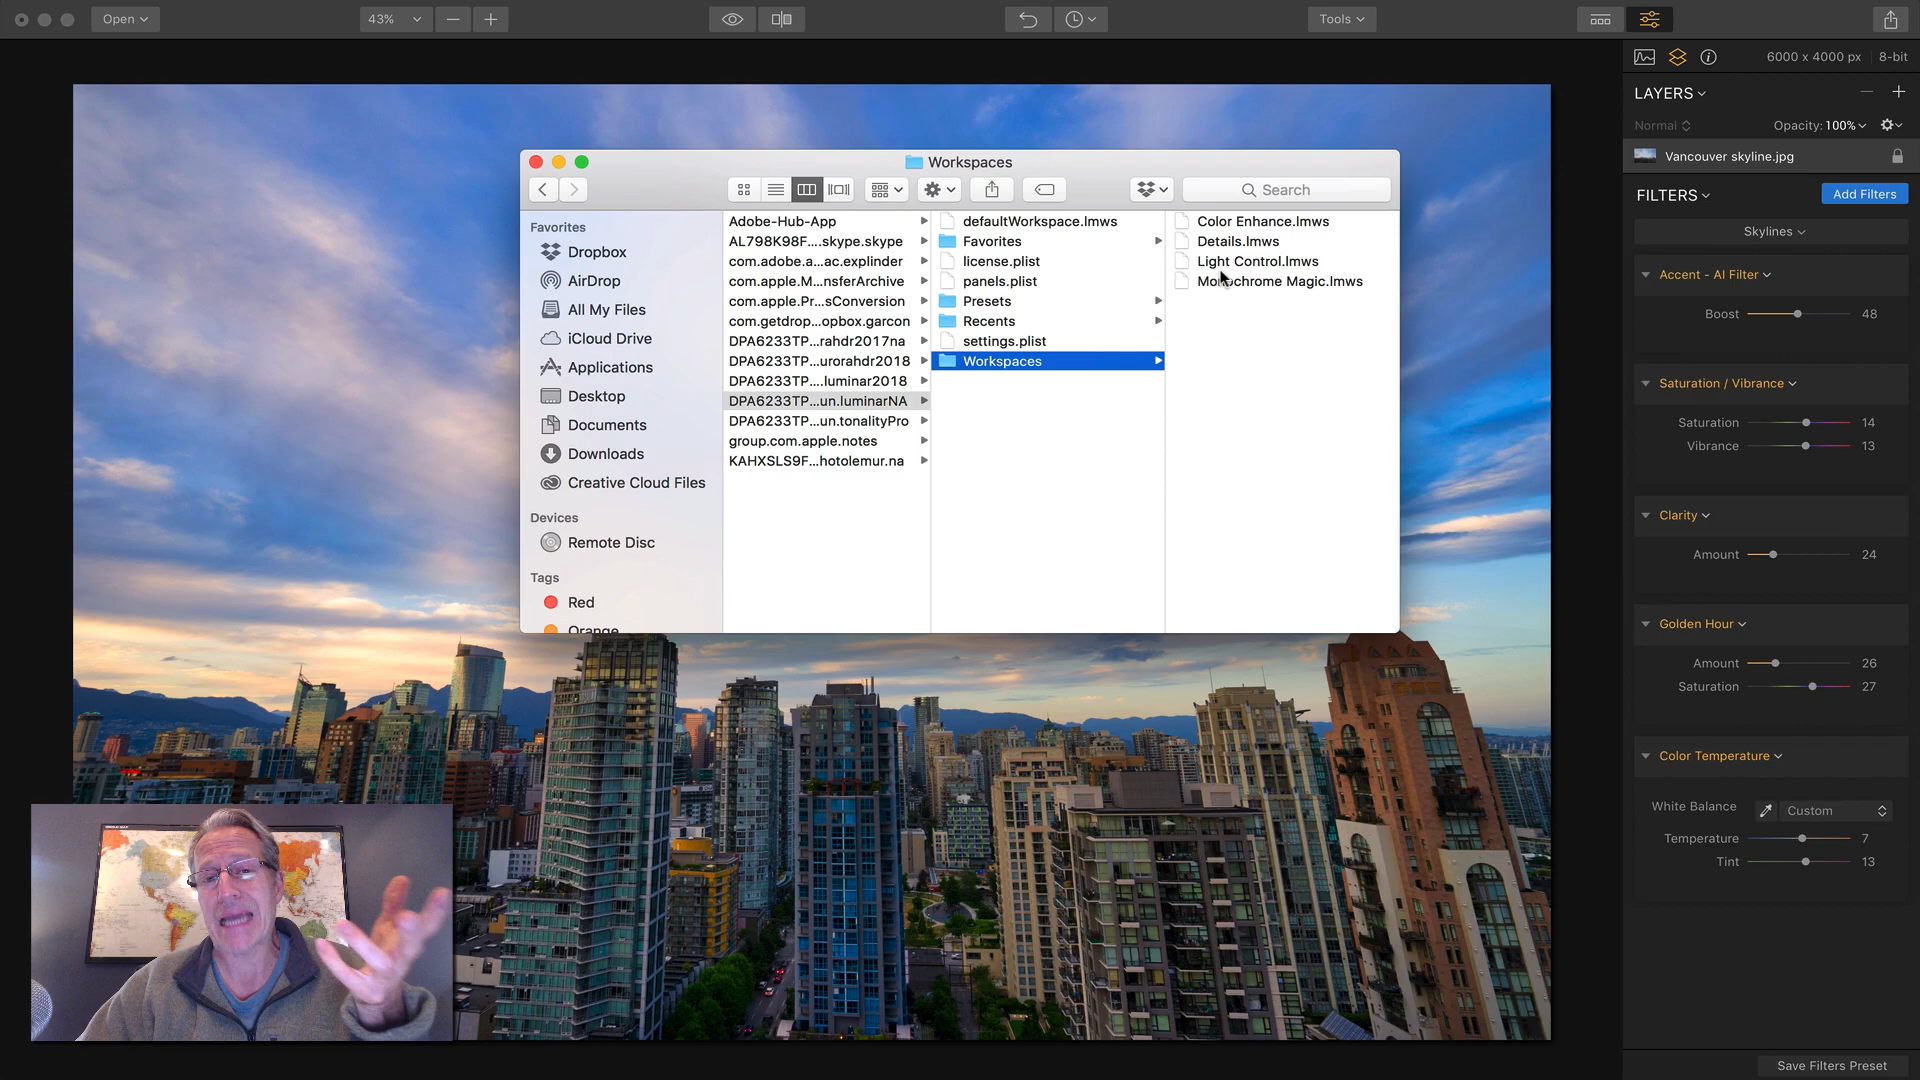 Open
43%
Tools
6000 x 4000 px
8-bit
LAYERS
Normal
Opacity: 100%
Vancouver skyline.jpg
FILTERS
Add Filters
Skylines
Accent - AI Filter
Boost
48
Saturation / Vibrance
Saturation
14
Vibrance
13
Clarity
Amount
24
Golden Hour
Amount
26
Saturation
27
Color Temperature
White Balance
Custom
Temperature
7
Tint
13
Save Filters Preset
Workspaces
Search
Favorites
Dropbox
AirDrop
All My Files
iCloud Drive
Applications
Desktop
Documents
Downloads
Creative Cloud Files
Devices
Remote Disc
Tags
Red
Orange
Adobe-Hub-App
AL798K98F....skype.skype
com.adobe.a...ac.explinder
com.apple.M...nsferArchive
com.apple.Pr...sConversion
com.getdrop...opbox.garcon
DPA6233TP...rahdr2017na
DPA6233TP...urorahdr2018
DPA6233TP....luminar2018
DPA6233TP...un.luminarNA
DPA6233TP...un.tonalityPro
group.com.apple.notes
KAHXSLS9F...hotolemur.na
defaultWorkspace.lmws
Favorites
license.plist
panels.plist
Presets
Recents
settings.plist
Workspaces
Color Enhance.lmws
Details.lmws
Light Control.lmws
Monochrome Magic.lmws